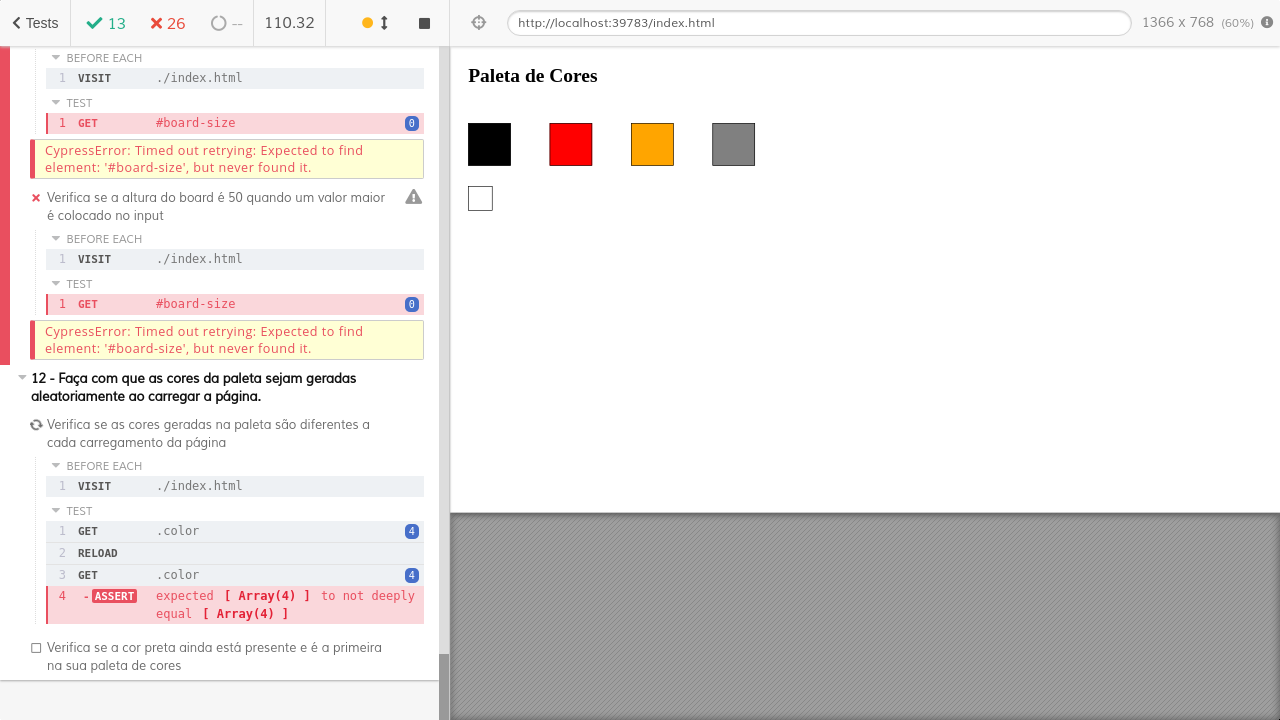 Tests
13
26
--
110.32
http://localhost:39783/index.html
1366 x 768 (60%)
BEFORE EACH
1 VISIT ./index.html
TEST
1 GET #board-size 0
CypressError: Timed out retrying: Expected to find
element: '#board-size', but never found it.
Verifica se a altura do board é 50 quando um valor maior
é colocado no input
BEFORE EACH
1 VISIT ./index.html
TEST
1 GET #board-size 0
CypressError: Timed out retrying: Expected to find
element: '#board-size', but never found it.
12 - Faça com que as cores da paleta sejam geradas
aleatoriamente ao carregar a página.
Verifica se as cores geradas na paleta são diferentes a
cada carregamento da página
BEFORE EACH
1 VISIT ./index.html
TEST
1 GET .color 4
2 RELOAD
3 GET .color 4
4 -ASSERT expected [ Array(4) ] to not deeply
equal [ Array(4) ]
Verifica se a cor preta ainda está presente e é a primeira
na sua paleta de cores
Paleta de Cores